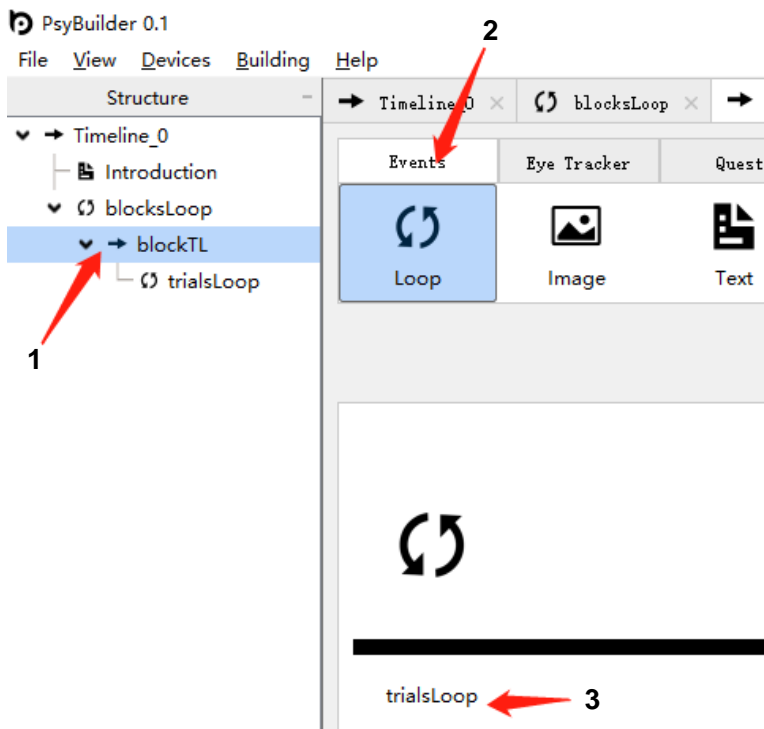 PsyBuilder 0.1
2
File View Devices Building Help
Structure
Timeline_0 blocksLoop
Timeline_0
Events Eye Tracker Quest
Introduction
blocksLoop
blockTL
trialsLoop
Loop Image Text
1
trialsLoop 3